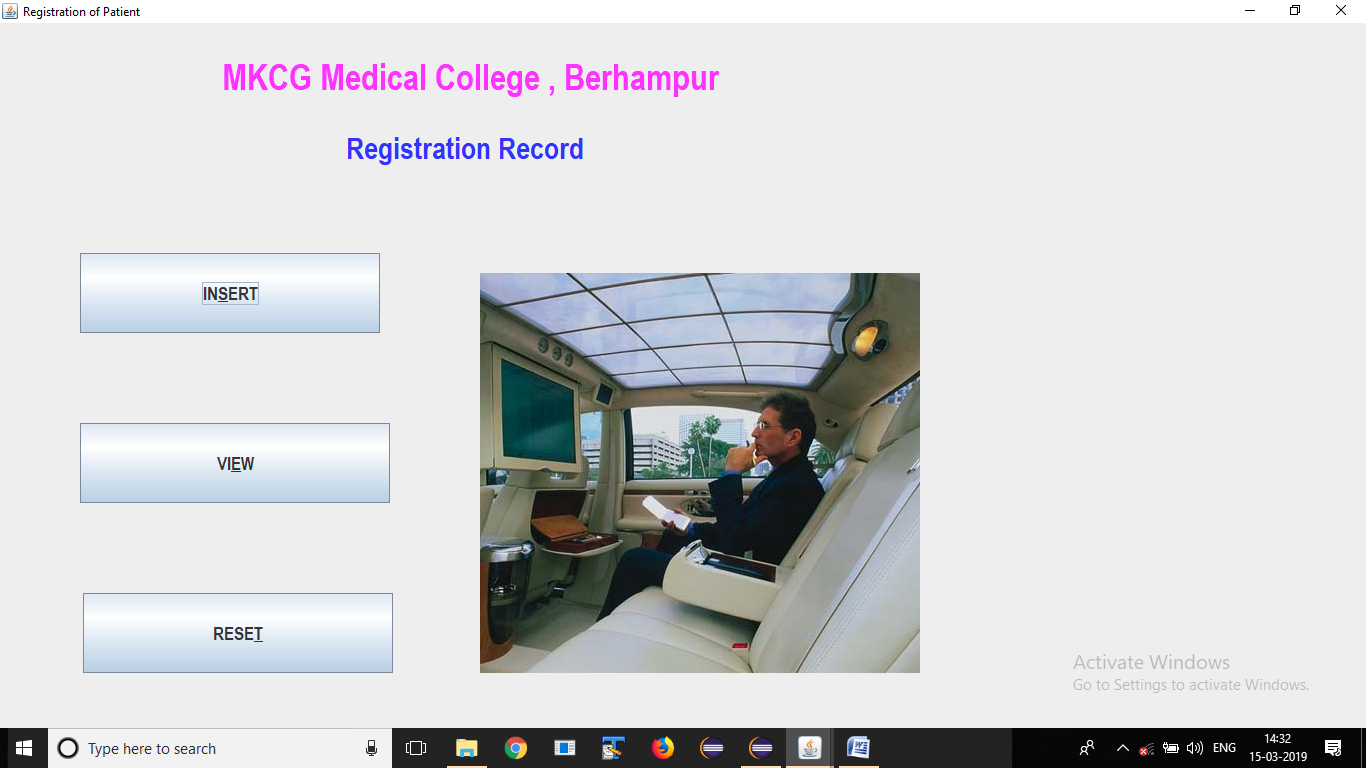 Registration of Patient
MKCG Medical College , Berhampur
Registration Record
INSERT
VIEW
RESET
Activate Windows
Go to Settings to activate Windows.
Type here to search
ENG
14:32
15-03-2019